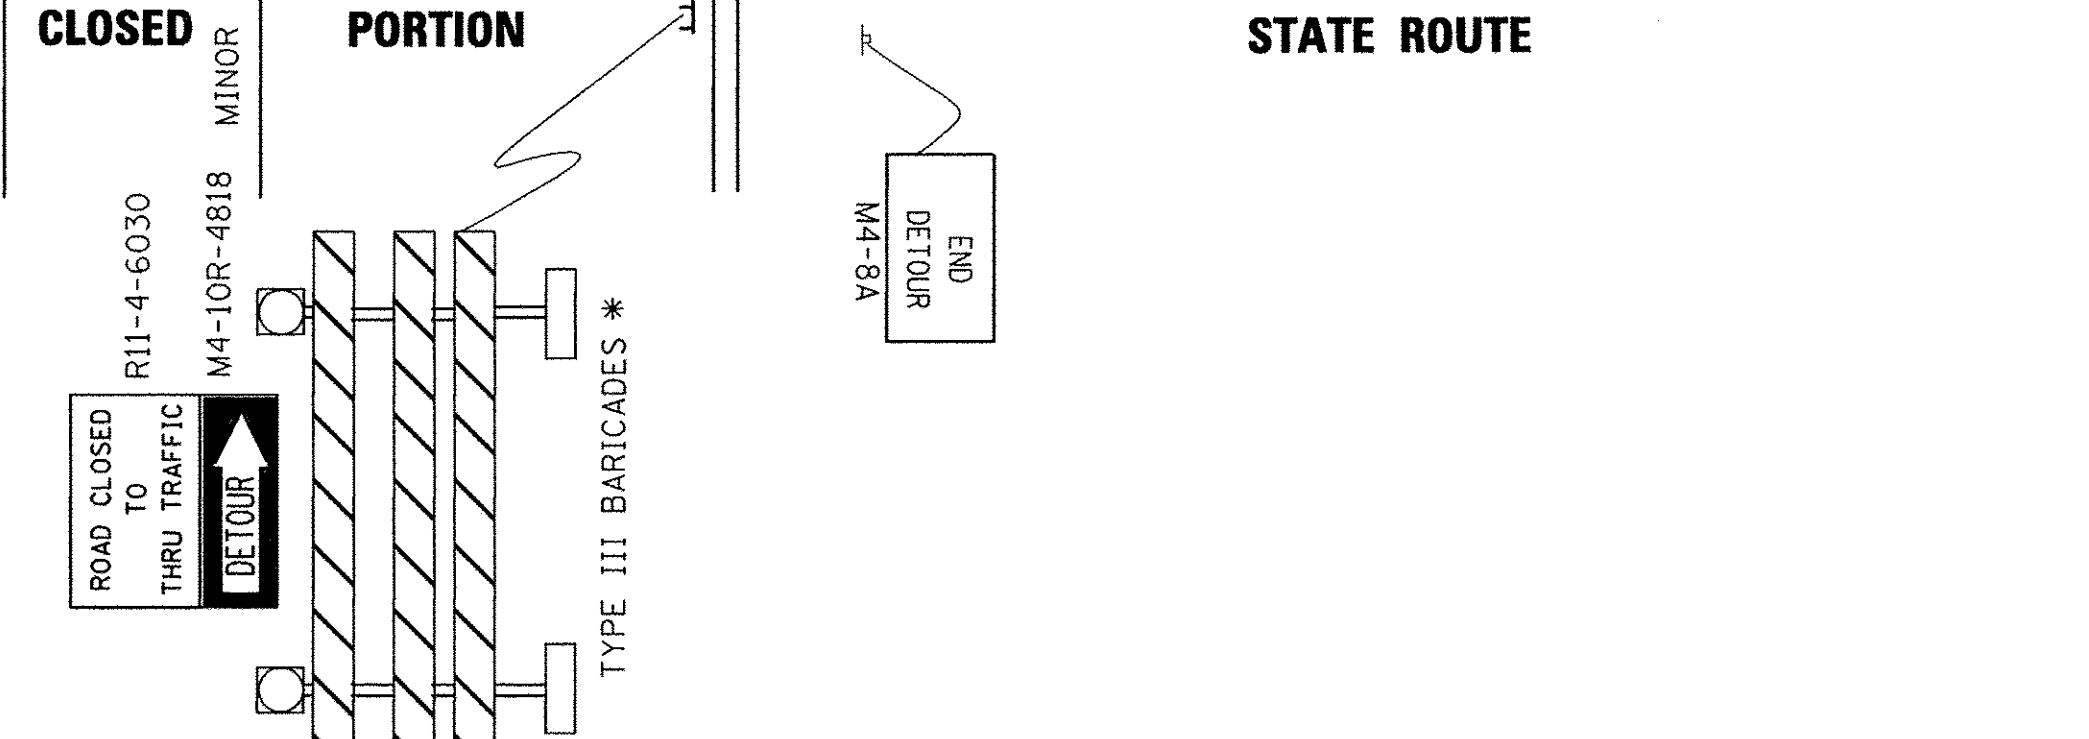 CLOSED PORTION STATE ROUTE
MINOR
R11-4-6030
M4-10R-4818
ROAD CLOSED
TO
THRU TRAFFIC
DETOUR
TYPE III BARICADES *
END
DETOUR
M4-8A